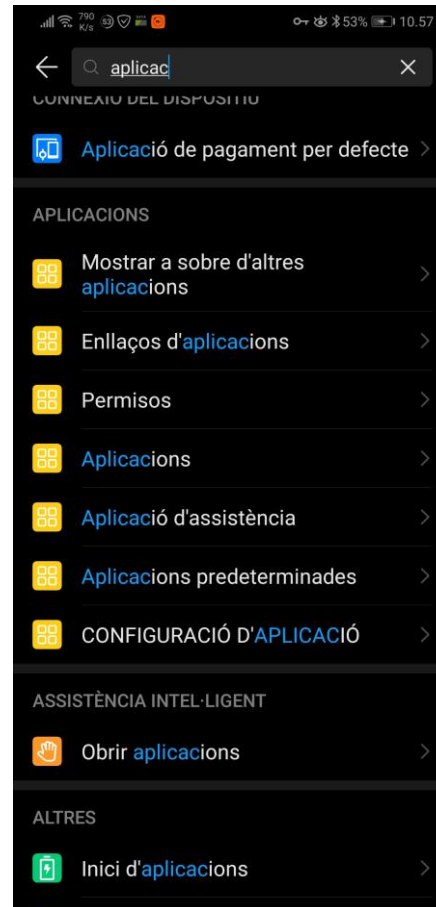 790
K/s
53
53%
10.57
aplicac
CONNEXIÓ DEL DISPOSITIU
Aplicació de pagament per defecte
APLICACIONS
Mostrar a sobre d'altres
aplicacions
Enllaços d'aplicacions
Permisos
Aplicacions
Aplicació d'assistència
Aplicacions predeterminades
CONFIGURACIÓ D'APLICACIÓ
ASSISTÈNCIA INTEL·LIGENT
Obrir aplicacions
ALTRES
Inici d'aplicacions